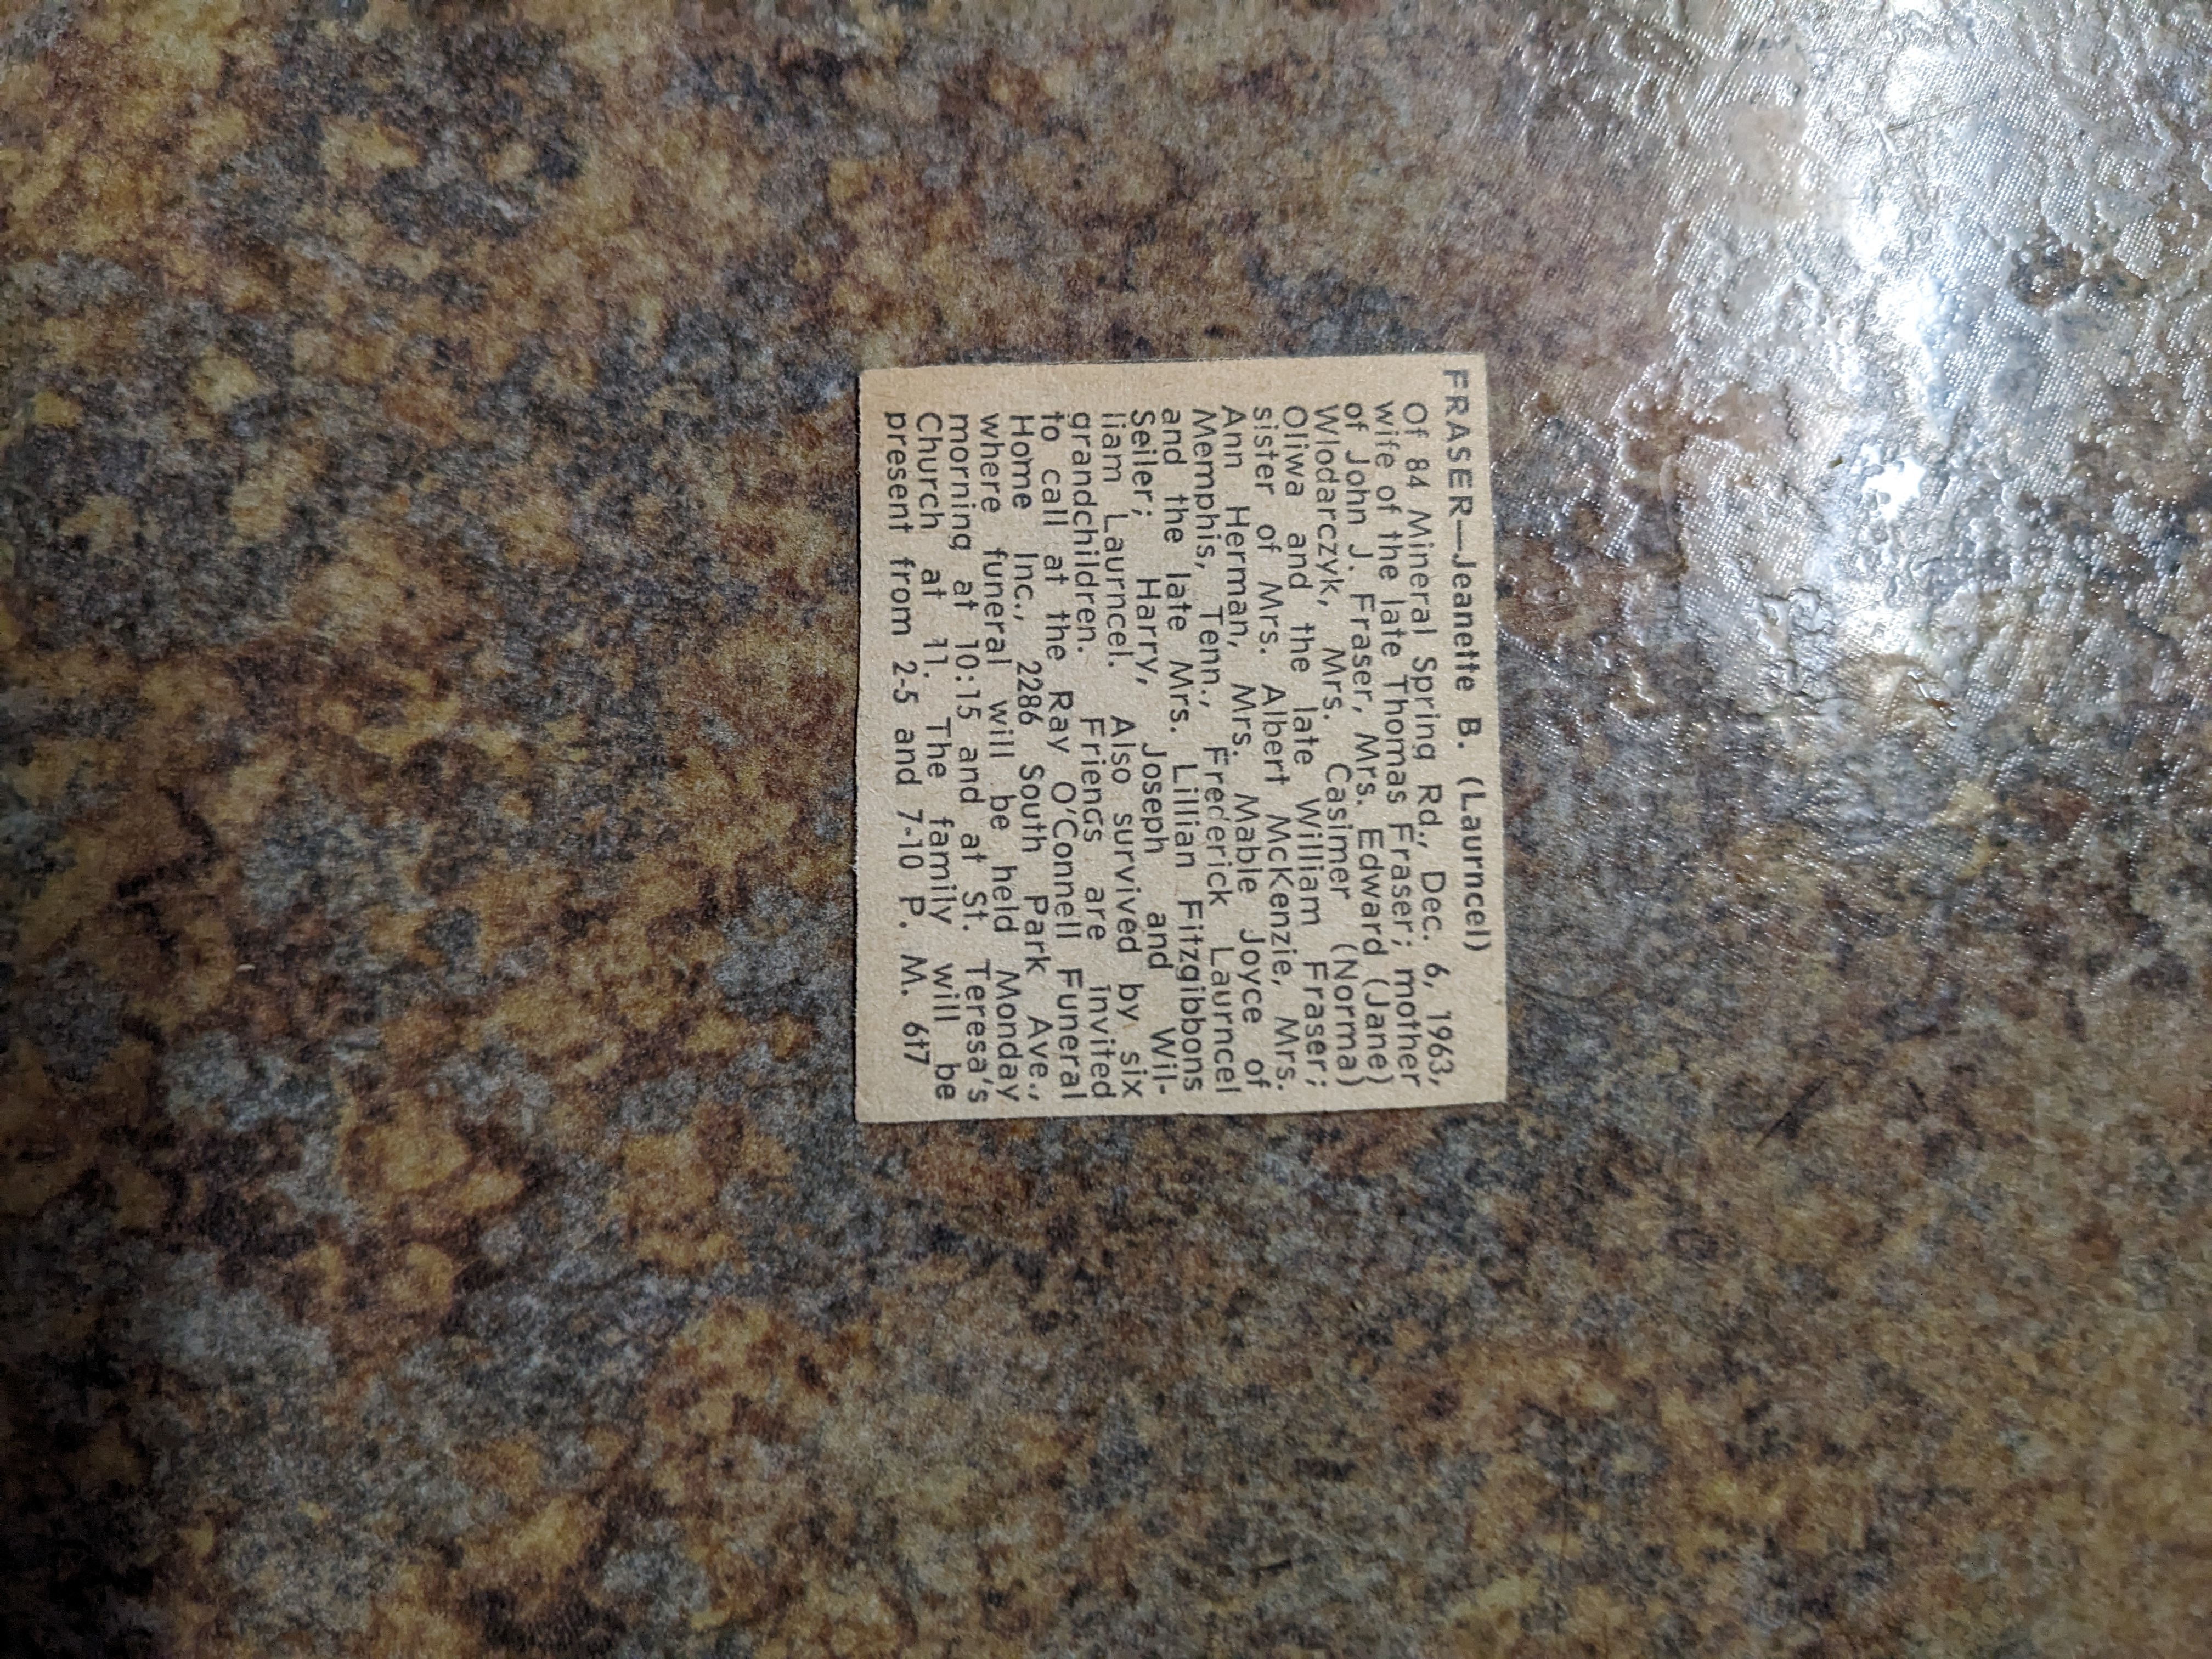 FRASER—Jeanette B. (Laurncel)
Of 84 Mineral Spring Rd., Dec. 6, 1963,
wife of the late Thomas Fraser; mother
of John J. Fraser, Mrs. Edward (Jane)
Wlodarczyk, Mrs. Casimer (Norma)
Oliwa and the late William Fraser;
sister of Mrs. Albert McKenzie, Mrs.
Ann Herman, Mrs. Mable Joyce of
Memphis, Tenn., Frederick Laurncel
and the late Mrs. Lillian Fitzgibbons
Seiler; Harry, Joseph and Wil-
liam Laurncel. Also survived by six
grandchildren. Friends are invited
to call at the Ray O'Connell Funeral
Home Inc., 2286 South Park Ave.,
where funeral will be held Monday
morning at 10:15 and at St. Teresa's
Church at 11. The family will be
present from 2-5 and 7-10 P. M. 6t7